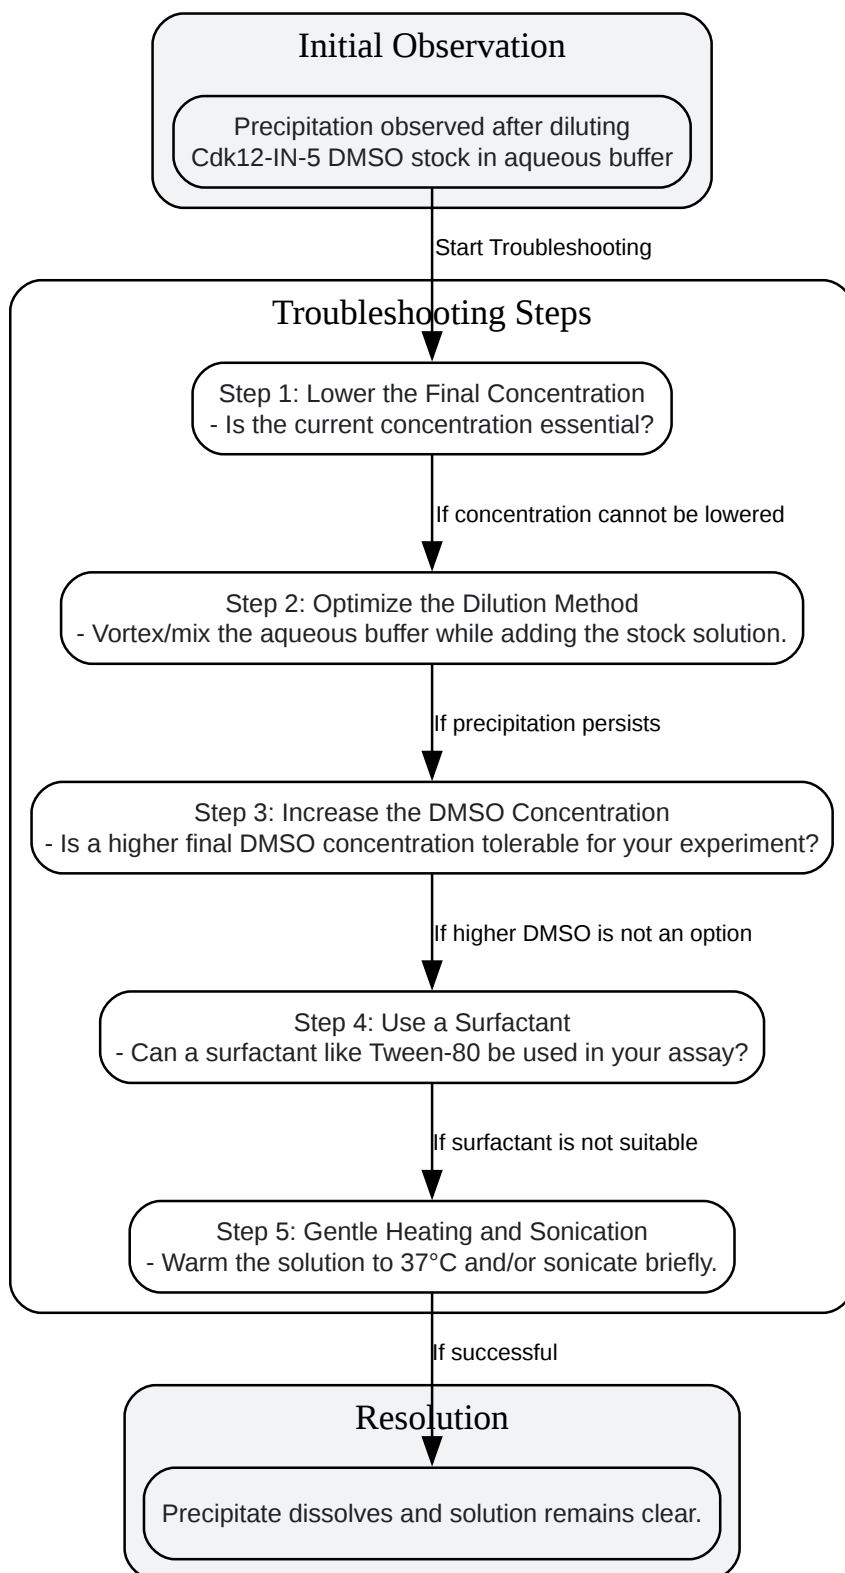 Initial Observation
Precipitation observed after diluting
Cdk12-IN-5 DMSO stock in aqueous buffer
Start Troubleshooting
Troubleshooting Steps
Step 1: Lower the Final Concentration
- Is the current concentration essential?
If concentration cannot be lowered
Step 2: Optimize the Dilution Method
- Vortex/mix the aqueous buffer while adding the stock solution.
If precipitation persists
Step 3: Increase the DMSO Concentration
- Is a higher final DMSO concentration tolerable for your experiment?
If higher DMSO is not an option
Step 4: Use a Surfactant
- Can a surfactant like Tween-80 be used in your assay?
If surfactant is not suitable
Step 5: Gentle Heating and Sonication
- Warm the solution to 37°C and/or sonicate briefly.
If successful
Resolution
Precipitate dissolves and solution remains clear.